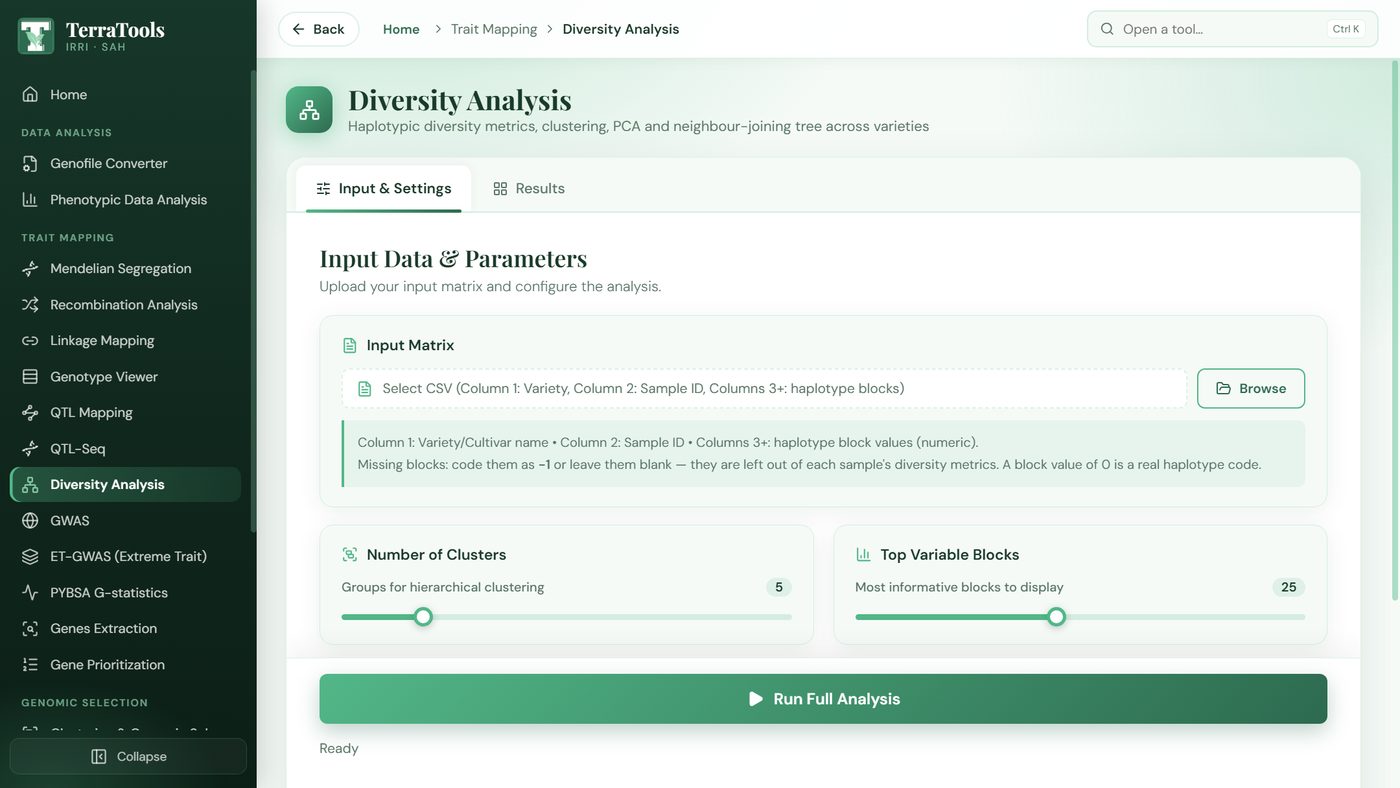 TerraTools
IRRI · SAH
Home
DATA ANALYSIS
Genofile Converter
Phenotypic Data Analysis
TRAIT MAPPING
Mendelian Segregation
Recombination Analysis
Linkage Mapping
Genotype Viewer
QTL Mapping
QTL-Seq
Diversity Analysis
GWAS
ET-GWAS (Extreme Trait)
PYBSA G-statistics
Genes Extraction
Gene Prioritization
GENOMIC SELECTION
Collapse
Back
Home > Trait Mapping > Diversity Analysis
Open a tool...
Ctrl K
Diversity Analysis
Haplotypic diversity metrics, clustering, PCA and neighbour-joining tree across varieties
Input & Settings
Results
Input Data & Parameters
Upload your input matrix and configure the analysis.
Input Matrix
Select CSV (Column 1: Variety, Column 2: Sample ID, Columns 3+: haplotype blocks)
Browse
Column 1: Variety/Cultivar name • Column 2: Sample ID • Columns 3+: haplotype block values (numeric).
Missing blocks: code them as -1 or leave them blank — they are left out of each sample's diversity metrics. A block value of 0 is a real haplotype code.
Number of Clusters
Groups for hierarchical clustering
5
Top Variable Blocks
Most informative blocks to display
25
Run Full Analysis
Ready